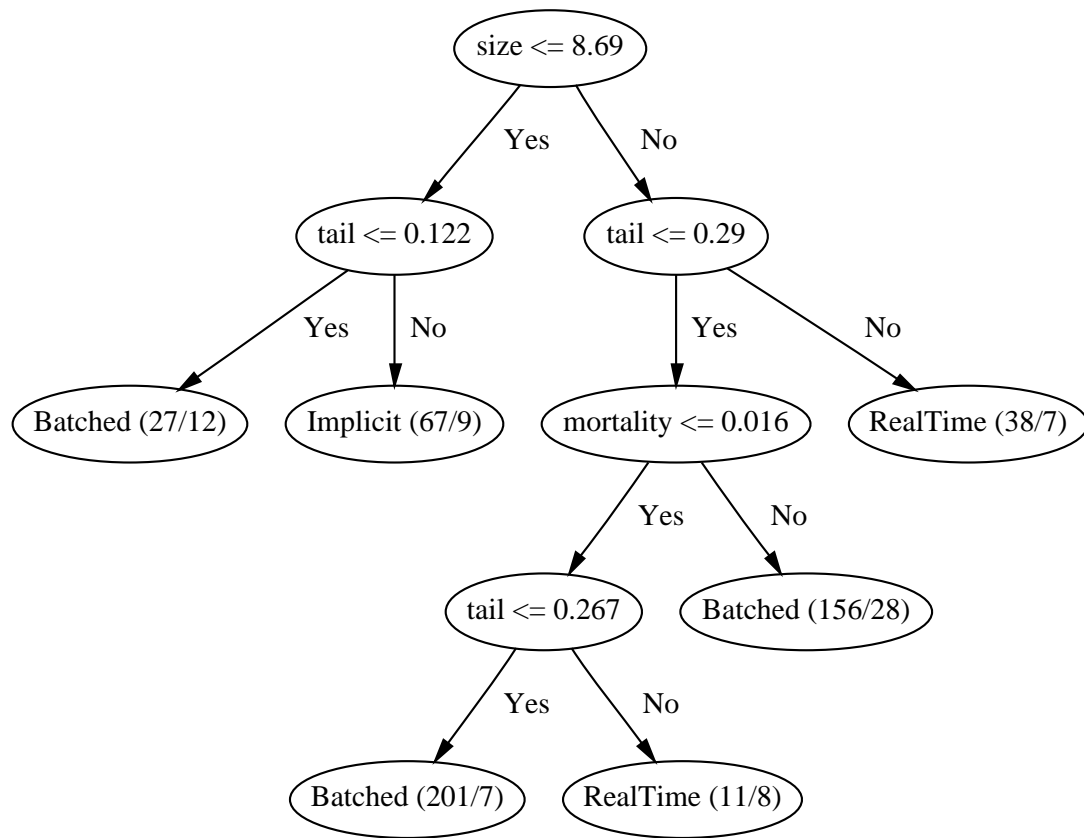 size <= 8.69
Yes
No
tail <= 0.122
tail <= 0.29
Yes
No
Yes
No
Batched (27/12)
Implicit (67/9)
mortality <= 0.016
RealTime (38/7)
Yes
No
tail <= 0.267
Batched (156/28)
Yes
No
Batched (201/7)
RealTime (11/8)